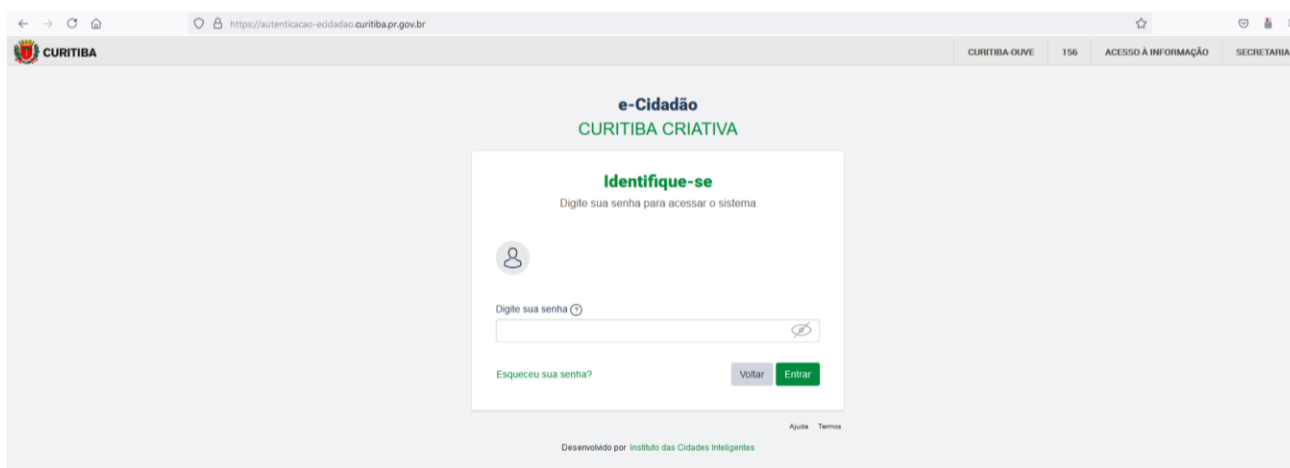 https://autenticacao-ecidadao.curitiba.pr.gov.br
CURITIBA
CURITIBA-OUVE 156 ACESSO À INFORMAÇÃO SECRETARIA
e-Cidadão
CURITIBA CRIATIVA
Identifique-se
Digite sua senha para acessar o sistema
Digite sua senha ?
Esqueceu sua senha? Voltar Entrar
Ajuda Termos
Desenvolvido por Instituto das Cidades Inteligentes